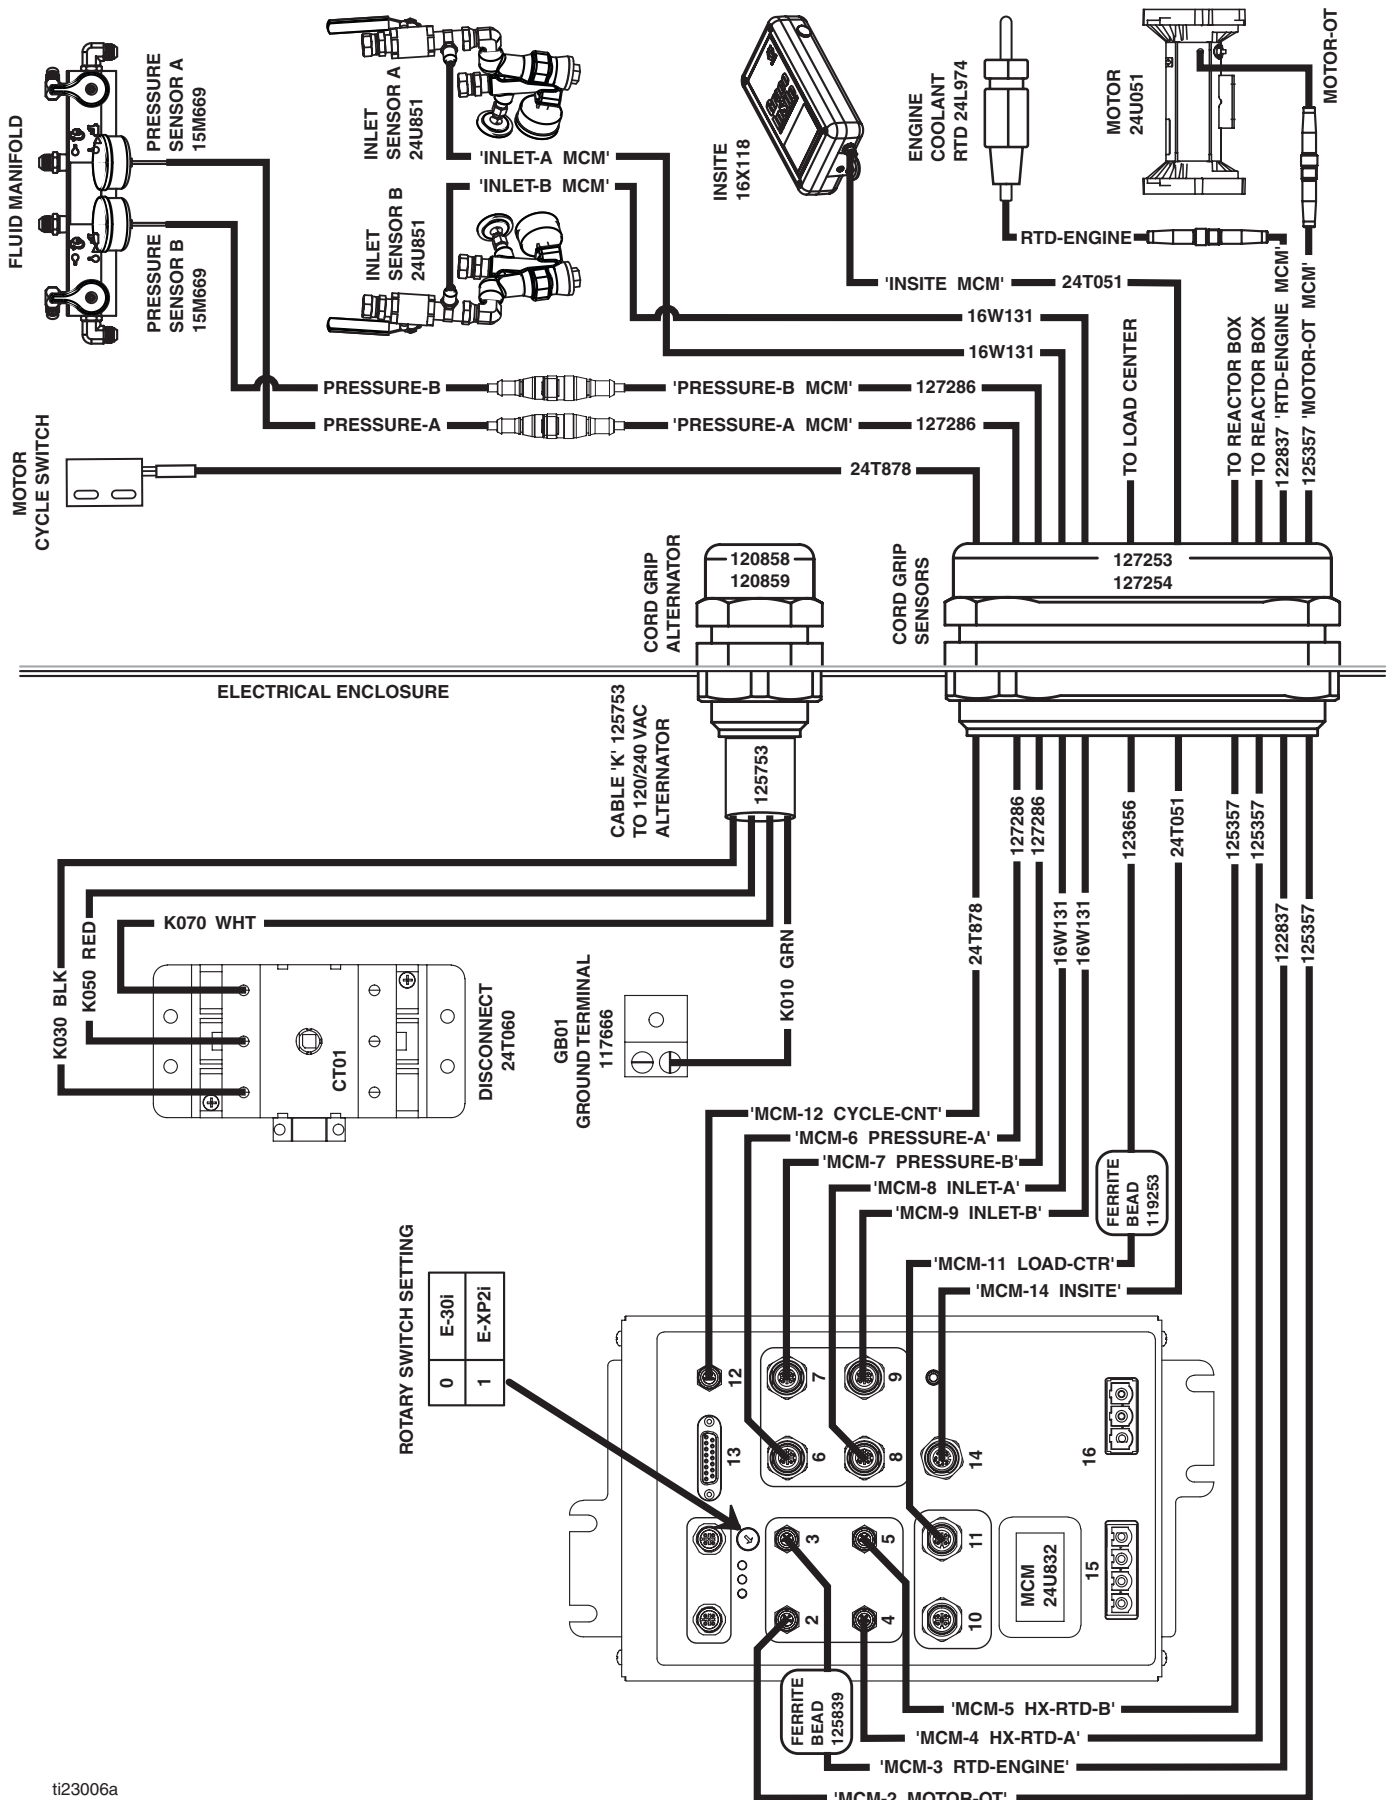 FLUID MANIFOLD
PRESSURE
SENSOR A
15M669
PRESSURE
SENSOR B
15M669
INLET
SENSOR A
24U851
INLET
SENSOR B
24U851
'INLET-A MCM'
'INLET-B MCM'
INSITE
16X118
ENGINE
COOLANT
RTD 24L974
MOTOR
24U051
MOTOR-OT
RTD-ENGINE
'INSITE MCM'
24T051
16W131
16W131
PRESSURE-B
'PRESSURE-B MCM'
127286
PRESSURE-A
'PRESSURE-A MCM'
127286
MOTOR
CYCLE SWITCH
24T878
TO LOAD CENTER
TO REACTOR BOX
TO REACTOR BOX
122837 'RTD-ENGINE MCM'
125357 'MOTOR-OT MCM'
CORD GRIP
ALTERNATOR
120858
120859
CORD GRIP
SENSORS
127253
127254
ELECTRICAL ENCLOSURE
CABLE 'K' 125753
TO 120/240 VAC
ALTERNATOR
125753
24T878
127286
127286
16W131
16W131
123656
24T051
125357
125357
122837
125357
K030 BLK
K050 RED
K070 WHT
K010 GRN
CT01
DISCONNECT
24T060
GB01
GROUND TERMINAL
117666
'MCM-12 CYCLE-CNT'
'MCM-6 PRESSURE-A'
'MCM-7 PRESSURE-B'
'MCM-8 INLET-A'
'MCM-9 INLET-B'
FERRITE
BEAD
119253
'MCM-11 LOAD-CTR'
'MCM-14 INSITE'
ROTARY SWITCH SETTING
0 E-30i
1 E-XP2i
12
7
9
13
6
8
14
16
3
5
11
15
2
4
10
MCM
24U832
FERRITE
BEAD
125839
'MCM-5 HX-RTD-B'
'MCM-4 HX-RTD-A'
'MCM-3 RTD-ENGINE'
'MCM-2 MOTOR-OT'
ti23006a